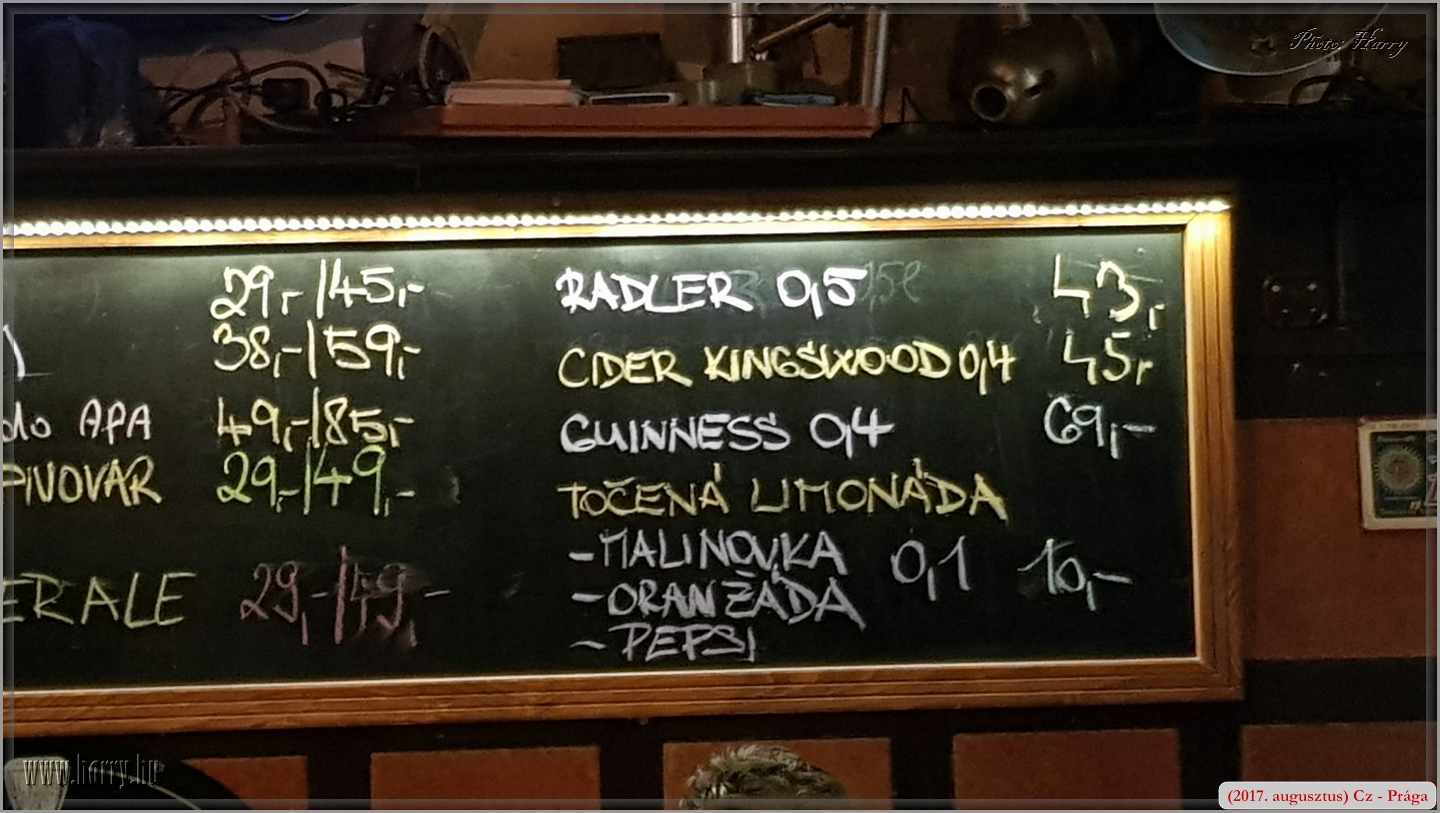 Photo: Harry
29,-/45,-
38,-/59,-
APA 49,-/85,-
PIVOVAR 29,-/49,-
ERALE 29,-/49,-
RADLER 0,5 43,-
CIDER KINGSWOOD 0,4 45,-
GUINNESS 0,4 69,-
TOČENÁ LIMONÁDA
-MALINOVKA 0,1 10,-
-ORANŽÁDA
-PEPSI
www.harry.hu
(2017. augusztus) Cz - Prága